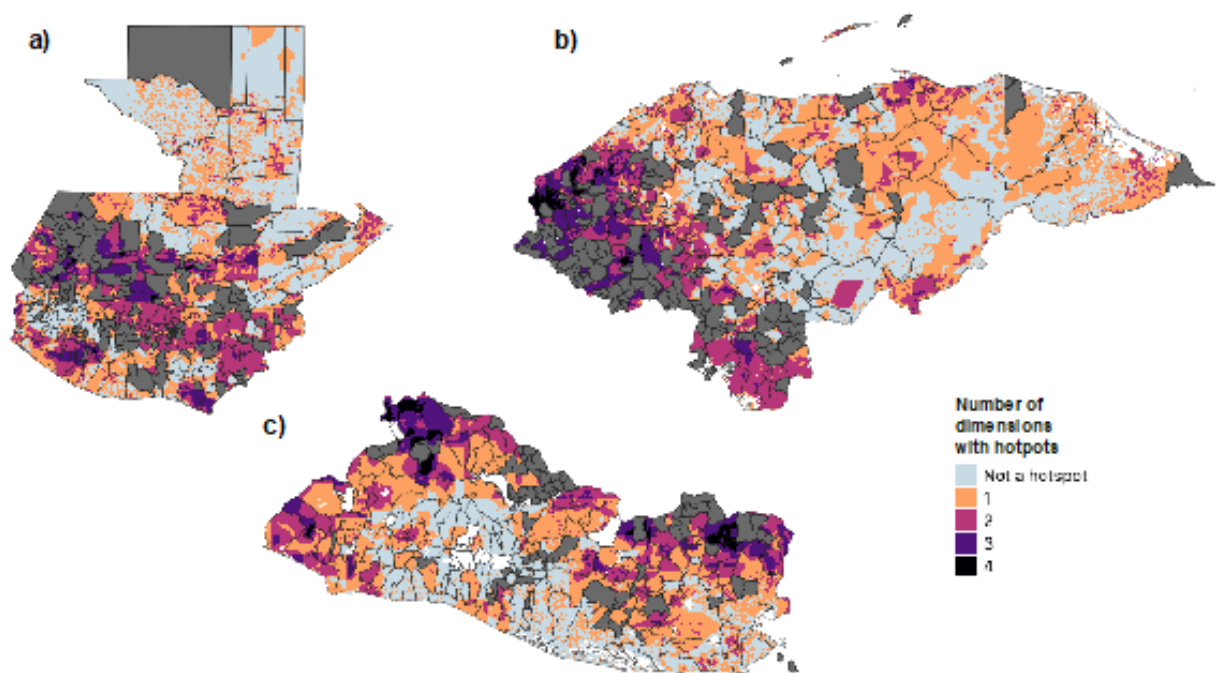 a)
b)
c)
Number of
dimensions
with hotpots
Not a hotspot
1
2
3
4